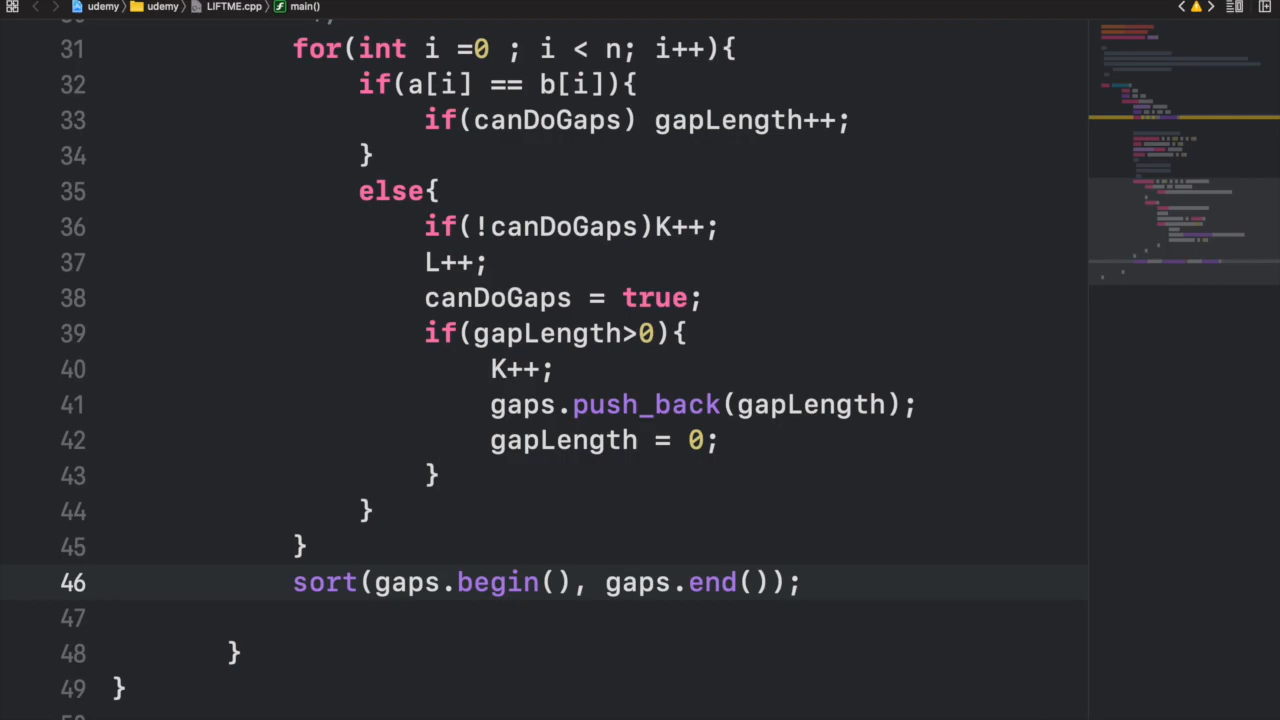 udemy udemy LIFTME.cpp main()
31 for(int i =0 ; i < n; i++){
32 if(a[i] == b[i]){
33 if(canDoGaps) gapLength++;
34 }
35 else{
36 if(!canDoGaps)K++;
37 L++;
38 canDoGaps = true;
39 if(gapLength>0){
40 K++;
41 gaps.push_back(gapLength);
42 gapLength = 0;
43 }
44 }
45 }
46 sort(gaps.begin(), gaps.end());
47
48 }
49 }